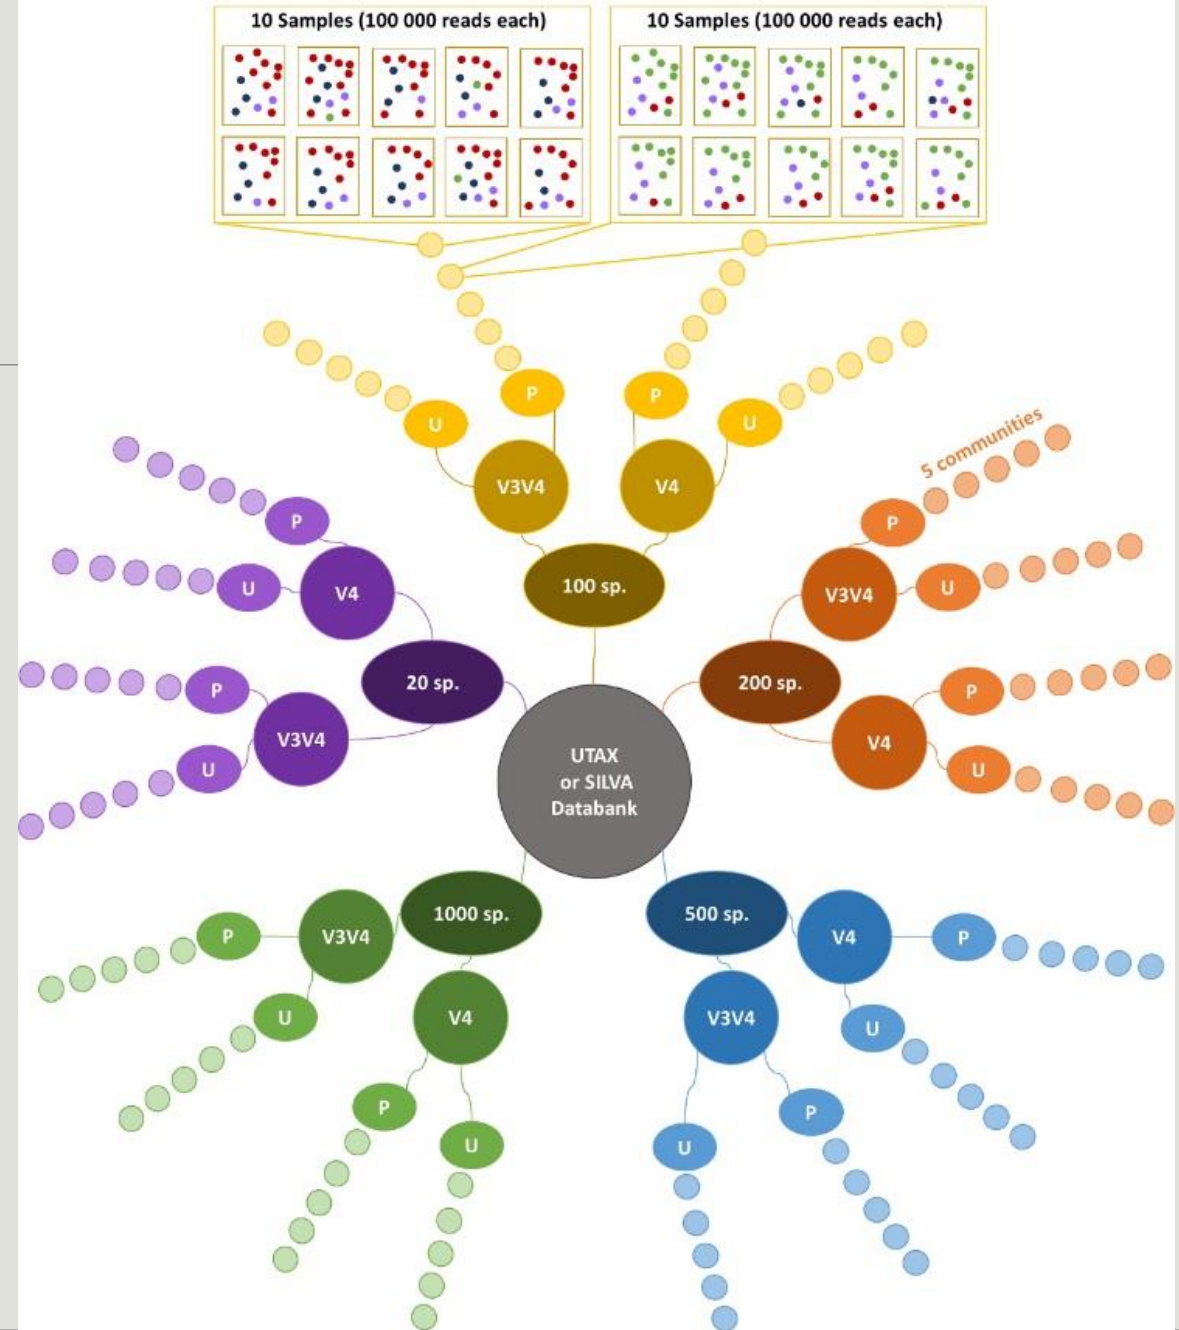 10 Samples (100 000 reads each)
10 Samples (100 000 reads each)
P
P
U
U
V3V4
V4
100 sp.
5 communities
P
V3V4
U
200 sp.
P
V4
U
P
V4
U
20 sp.
P
V3V4
U
UTAX
or SILVA
Databank
1000 sp.
V3V4
P
U
V4
P
U
500 sp.
V4
P
U
V3V4
P
U